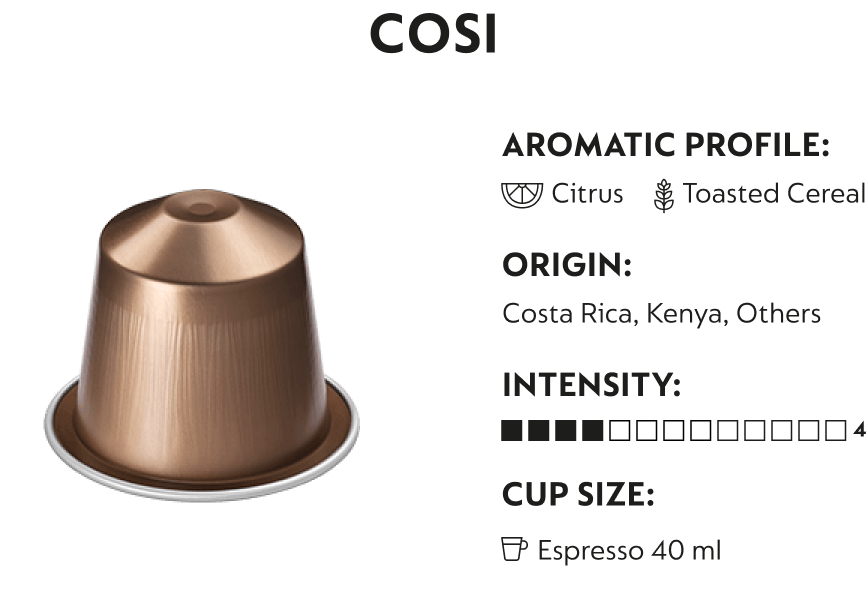 COSI
AROMATIC PROFILE:
Citrus Toasted Cereal
ORIGIN:
Costa Rica, Kenya, Others
INTENSITY:
4
CUP SIZE:
Espresso 40 ml